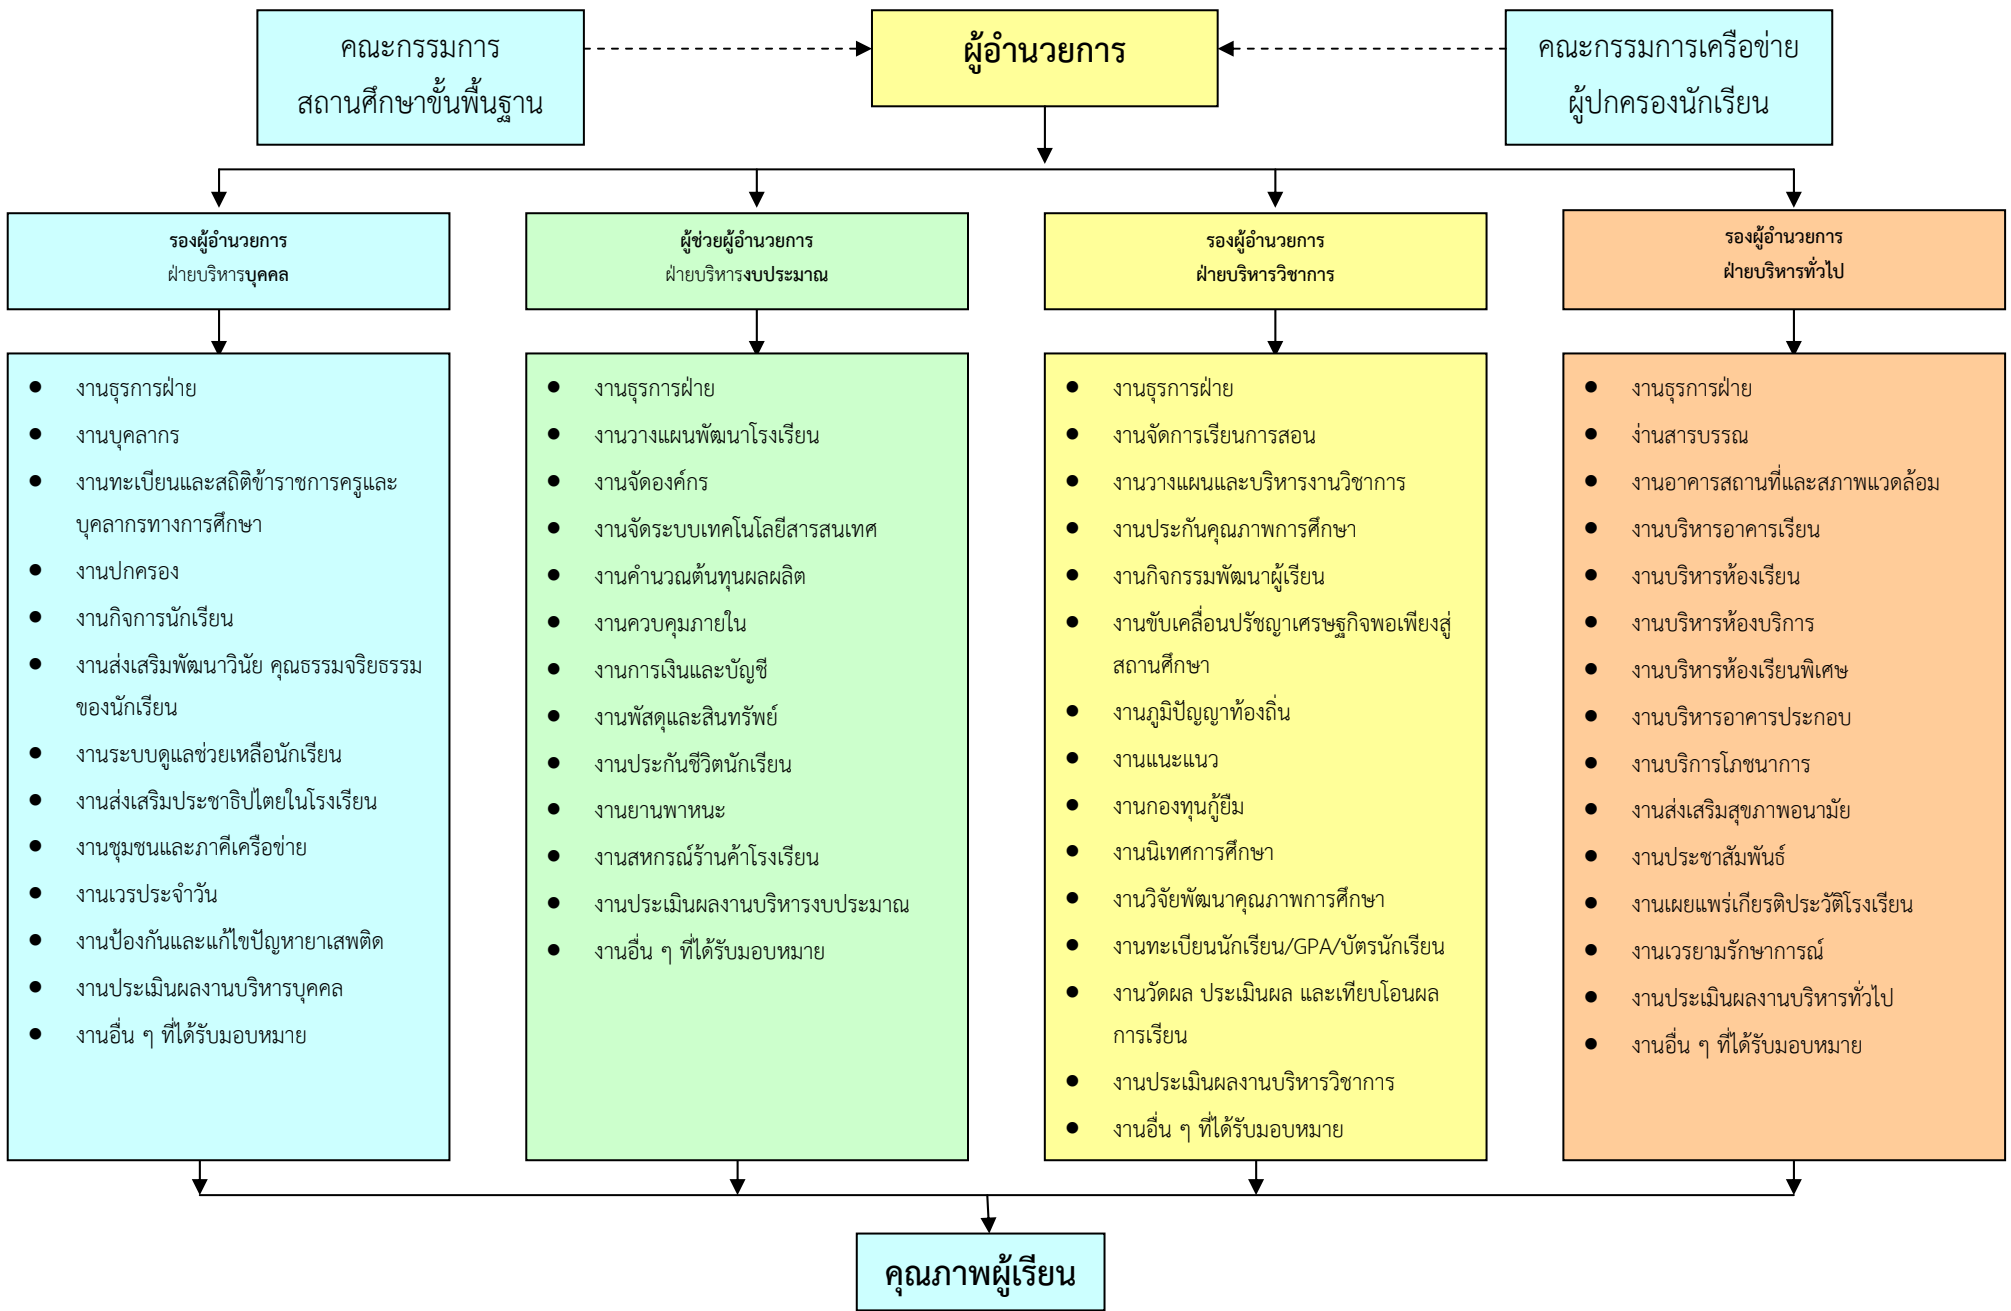 คณะกรรมการ
สถานศึกษาขั้นพื้นฐาน
ผู้อำนวยการ
คณะกรรมการเครือข่าย
ผู้ปกครองนักเรียน
รองผู้อำนวยการ
ฝ่ายบริหารบุคคล
ผู้ช่วยผู้อำนวยการ
ฝ่ายบริหารงบประมาณ
รองผู้อำนวยการ
ฝ่ายบริหารวิชาการ
รองผู้อำนวยการ
ฝ่ายบริหารทั่วไป
● งานธุรการฝ่าย
● งานบุคลากร
● งานทะเบียนและสถิติข้าราชการครูและ
บุคลากรทางการศึกษา
● งานปกครอง
● งานกิจการนักเรียน
● งานส่งเสริมพัฒนาวินัย คุณธรรมจริยธรรม
ของนักเรียน
● งานระบบดูแลช่วยเหลือนักเรียน
● งานส่งเสริมประชาธิปไตยในโรงเรียน
● งานชุมชนและภาคีเครือข่าย
● งานเวรประจำวัน
● งานป้องกันและแก้ไขปัญหายาเสพติด
● งานประเมินผลงานบริหารบุคคล
● งานอื่น ๆ ที่ได้รับมอบหมาย
● งานธุรการฝ่าย
● งานวางแผนพัฒนาโรงเรียน
● งานจัดองค์กร
● งานจัดระบบเทคโนโลยีสารสนเทศ
● งานคำนวณต้นทุนผลผลิต
● งานควบคุมภายใน
● งานการเงินและบัญชี
● งานพัสดุและสินทรัพย์
● งานประกันชีวิตนักเรียน
● งานยานพาหนะ
● งานสหกรณ์ร้านค้าโรงเรียน
● งานประเมินผลงานบริหารงบประมาณ
● งานอื่น ๆ ที่ได้รับมอบหมาย
● งานธุรการฝ่าย
● งานจัดการเรียนการสอน
● งานวางแผนและบริหารงานวิชาการ
● งานประกันคุณภาพการศึกษา
● งานกิจกรรมพัฒนาผู้เรียน
● งานขับเคลื่อนปรัชญาเศรษฐกิจพอเพียงสู่
สถานศึกษา
● งานภูมิปัญญาท้องถิ่น
● งานแนะแนว
● งานกองทุนกู้ยืม
● งานนิเทศการศึกษา
● งานวิจัยพัฒนาคุณภาพการศึกษา
● งานทะเบียนนักเรียน/GPA/บัตรนักเรียน
● งานวัดผล ประเมินผล และเทียบโอนผล
การเรียน
● งานประเมินผลงานบริหารวิชาการ
● งานอื่น ๆ ที่ได้รับมอบหมาย
● งานธุรการฝ่าย
● ง่านสารบรรณ
● งานอาคารสถานที่และสภาพแวดล้อม
● งานบริหารอาคารเรียน
● งานบริหารห้องเรียน
● งานบริหารห้องบริการ
● งานบริหารห้องเรียนพิเศษ
● งานบริหารอาคารประกอบ
● งานบริการโภชนาการ
● งานส่งเสริมสุขภาพอนามัย
● งานประชาสัมพันธ์
● งานเผยแพร่เกียรติประวัติโรงเรียน
● งานเวรยามรักษาการณ์
● งานประเมินผลงานบริหารทั่วไป
● งานอื่น ๆ ที่ได้รับมอบหมาย
คุณภาพผู้เรียน